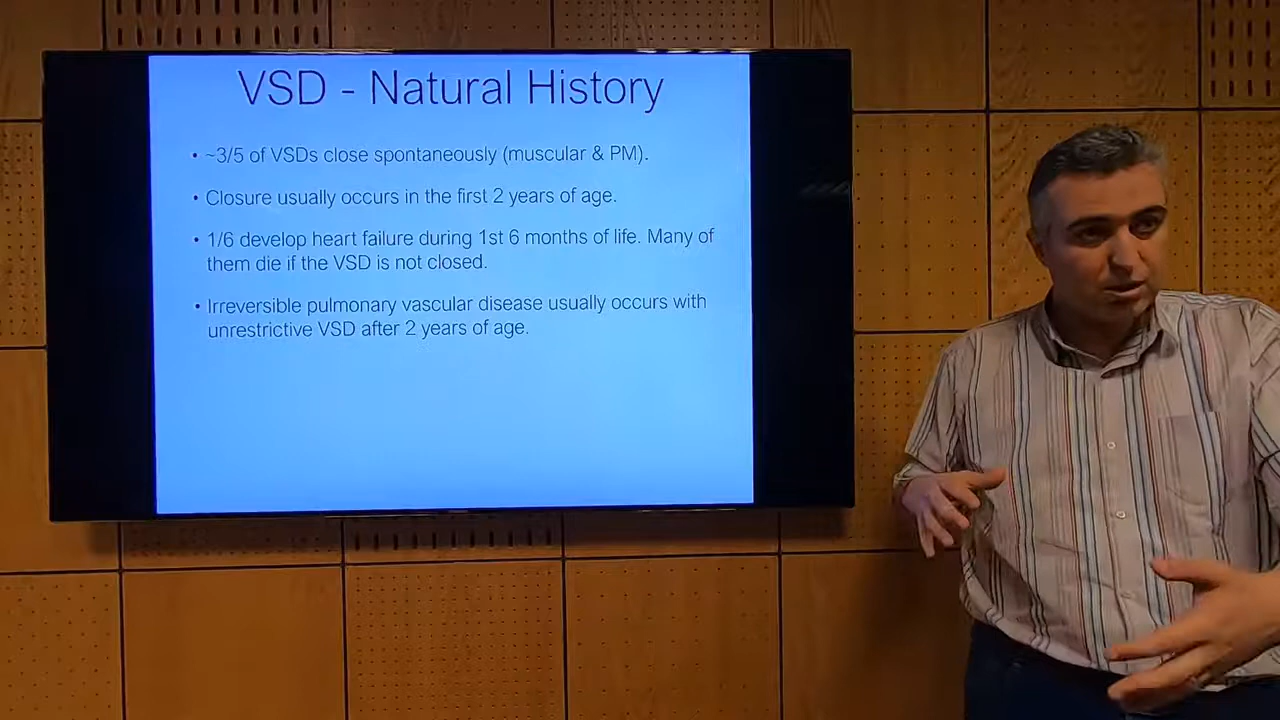 VSD - Natural History
• ~3/5 of VSDs close spontaneously (muscular & PM).
• Closure usually occurs in the first 2 years of age.
• 1/6 develop heart failure during 1st 6 months of life. Many of
them die if the VSD is not closed.
• Irreversible pulmonary vascular disease usually occurs with
unrestrictive VSD after 2 years of age.